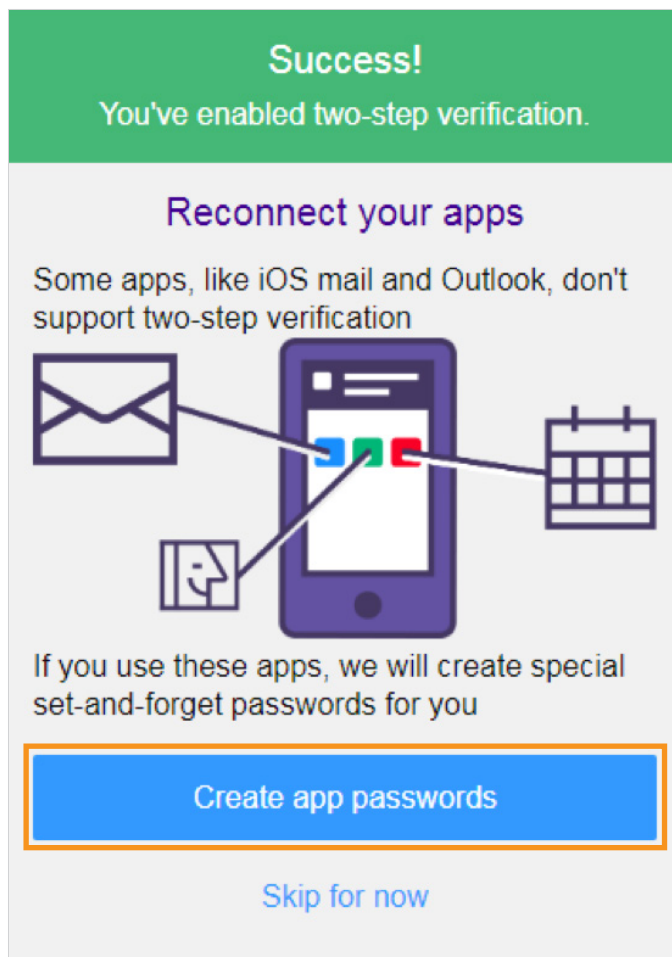 Success!
You've enabled two-step verification.
Reconnect your apps
Some apps, like iOS mail and Outlook, don't
support two-step verification
If you use these apps, we will create special
set-and-forget passwords for you
Create app passwords
Skip for now